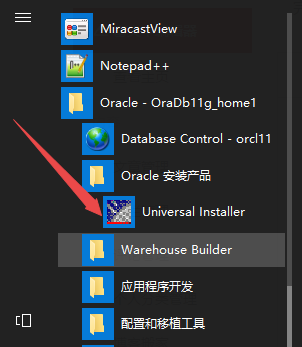 MiracastView
Notepad++
Oracle - OraDb11g_home1
Database Control - orcl11
Oracle 安装产品
Universal Installer
Warehouse Builder
应用程序开发
配置和移植工具